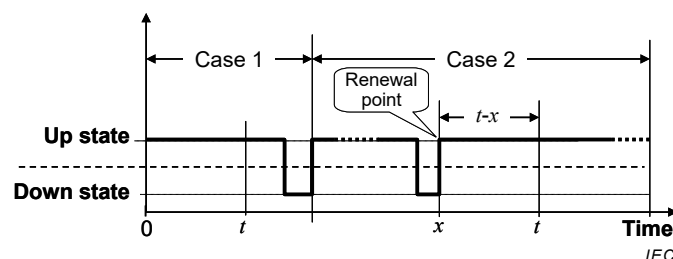 Case 1
Case 2
Renewal
point
t-x
Up state
Down state
0
t
x
t
Time
IEC